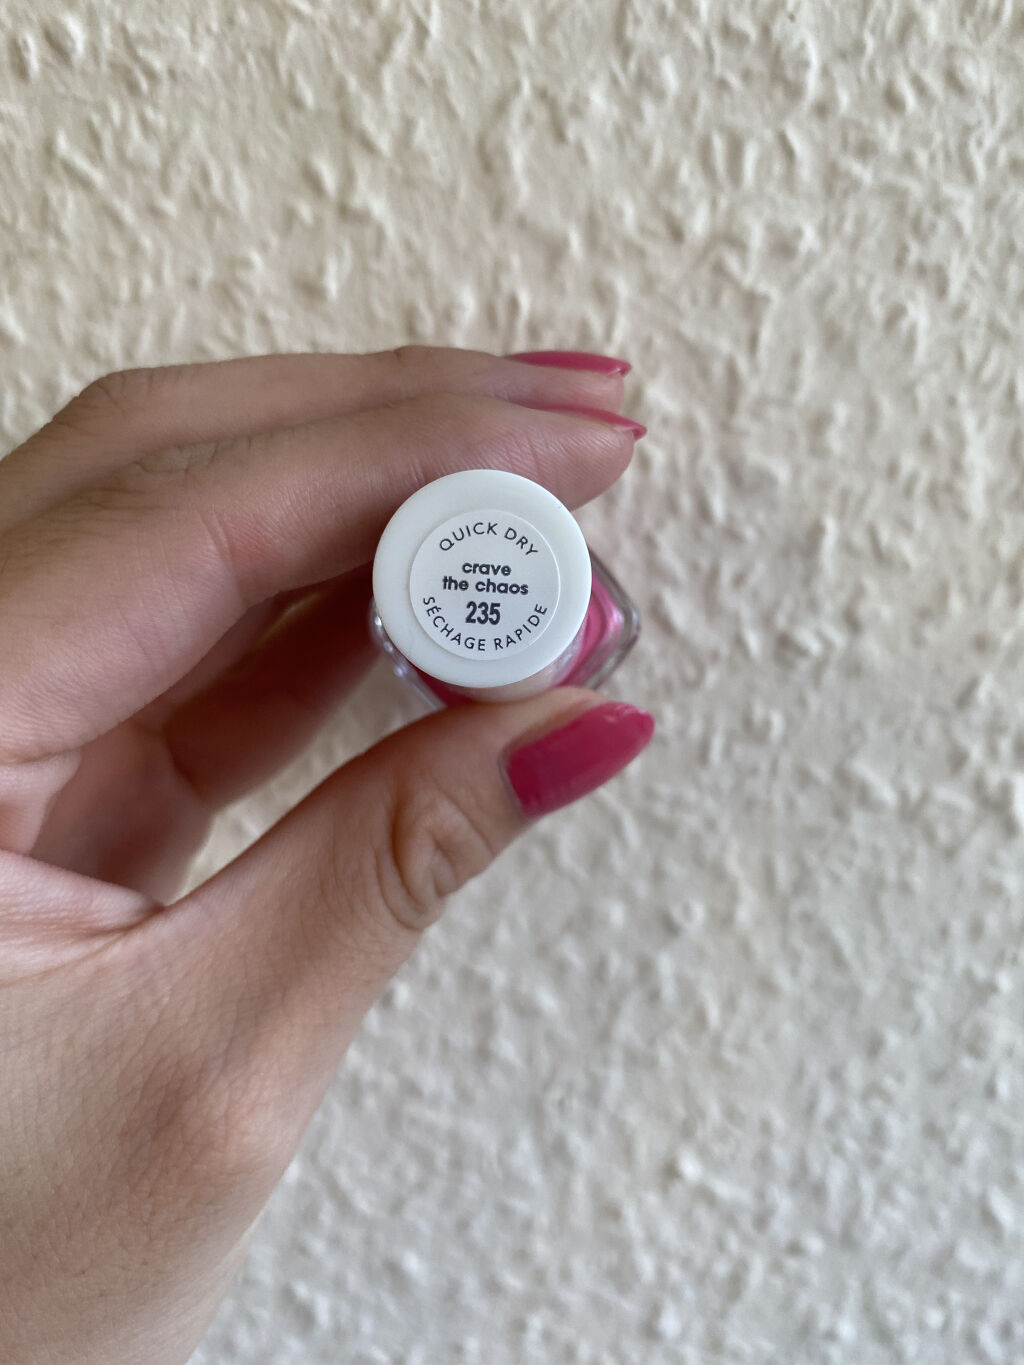 QUICK DRY
crave
the chaos
235
SÉCHAGE RAPIDE